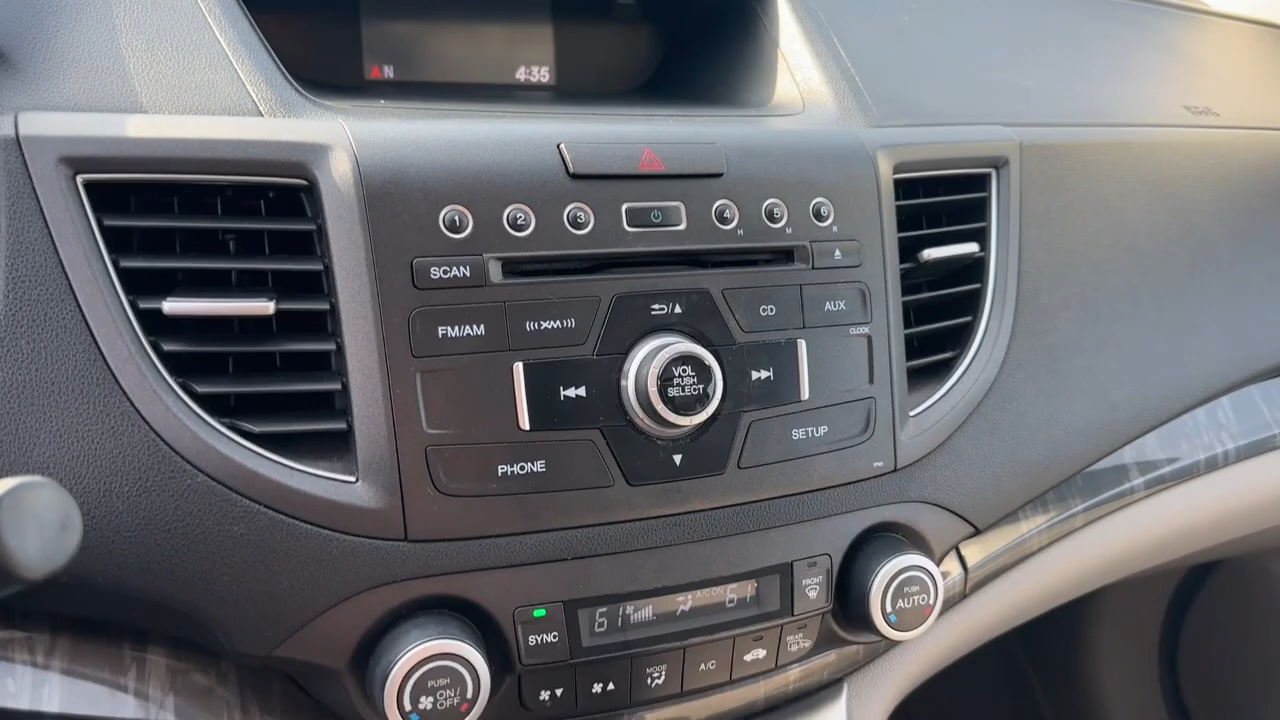 N 4:35
1 2 3 4 5 6
H M R
SCAN
FM/AM XM CD AUX
CLOCK
VOL
PUSH
SELECT
SETUP
PHONE
SYNC
61 A/C ON 61
FRONT
PUSH
AUTO
PUSH
ON/
OFF
MODE
A/C
REAR